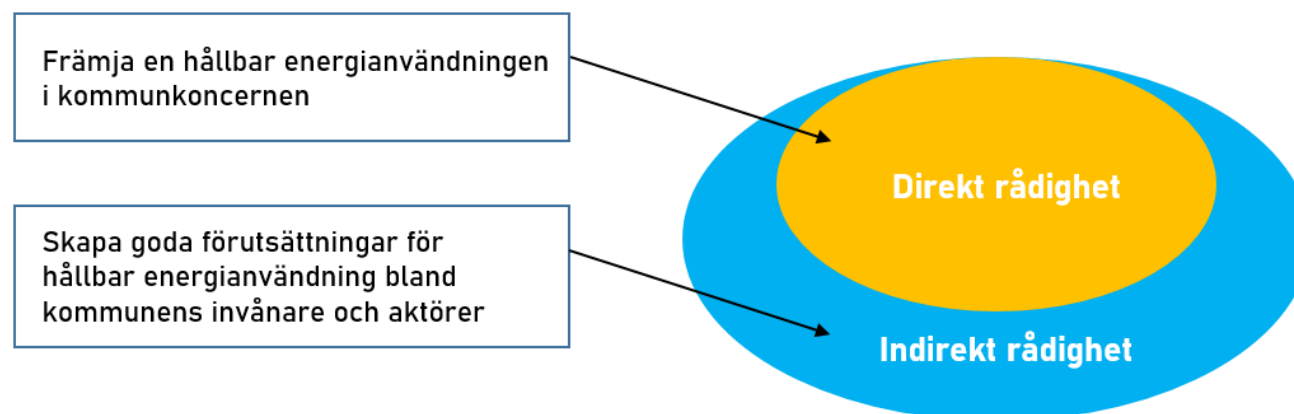 Främja en hållbar energianvändningen
i kommunkoncernen
Direkt rådighet
Skapa goda förutsättningar för
hållbar energianvändning bland
kommunens invånare och aktörer
Indirekt rådighet